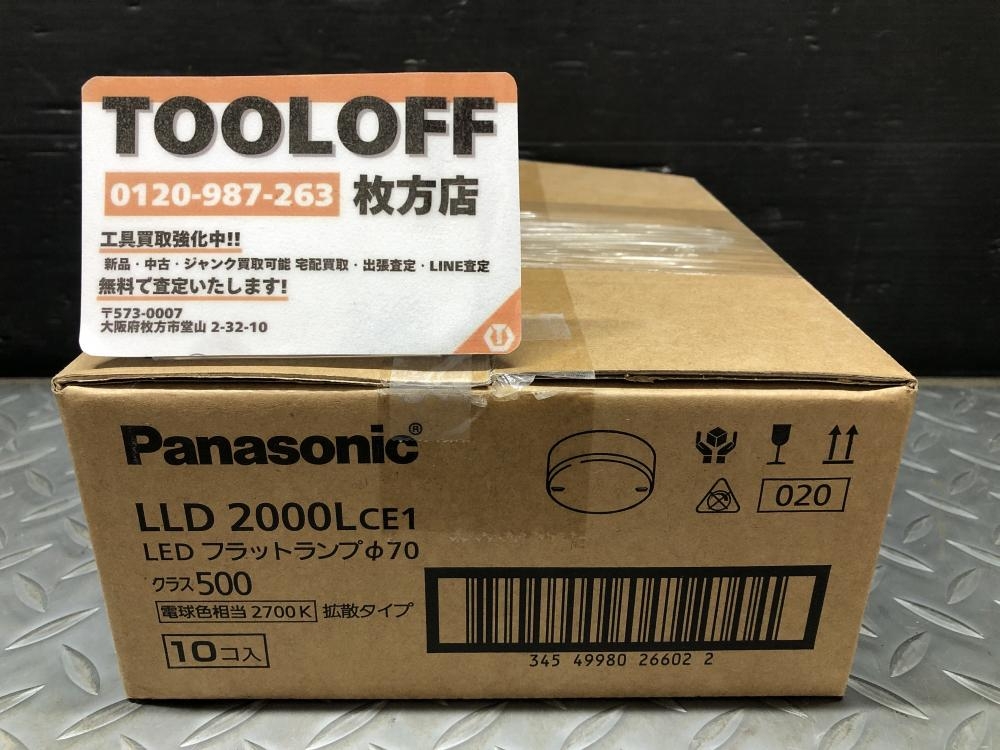 TOOLOFF
0120-987-263 枚方店
工具買取強化中!!
新品・中古・ジャンク買取可能 宅配買取・出張査定・LINE査定
無料で査定いたします!
〒573-0007
大阪府枚方市堂山 2-32-10
Panasonic®
LLD 2000LCE1
LED フラットランプφ70
クラス500
電球色相当 2700K 拡散タイプ
10コ入
020
345 49980 26602 2